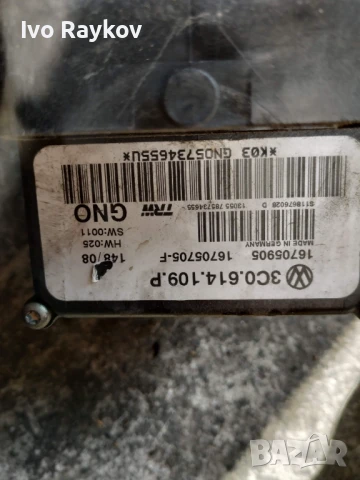 Ivo Raykov
3C0.614.109.P
16705905
16705705-F
148/08
MADE IN GERMANY
HW:025
SW:0011
TRW
GNO
*K03 GNO5734655U*
BAZAR